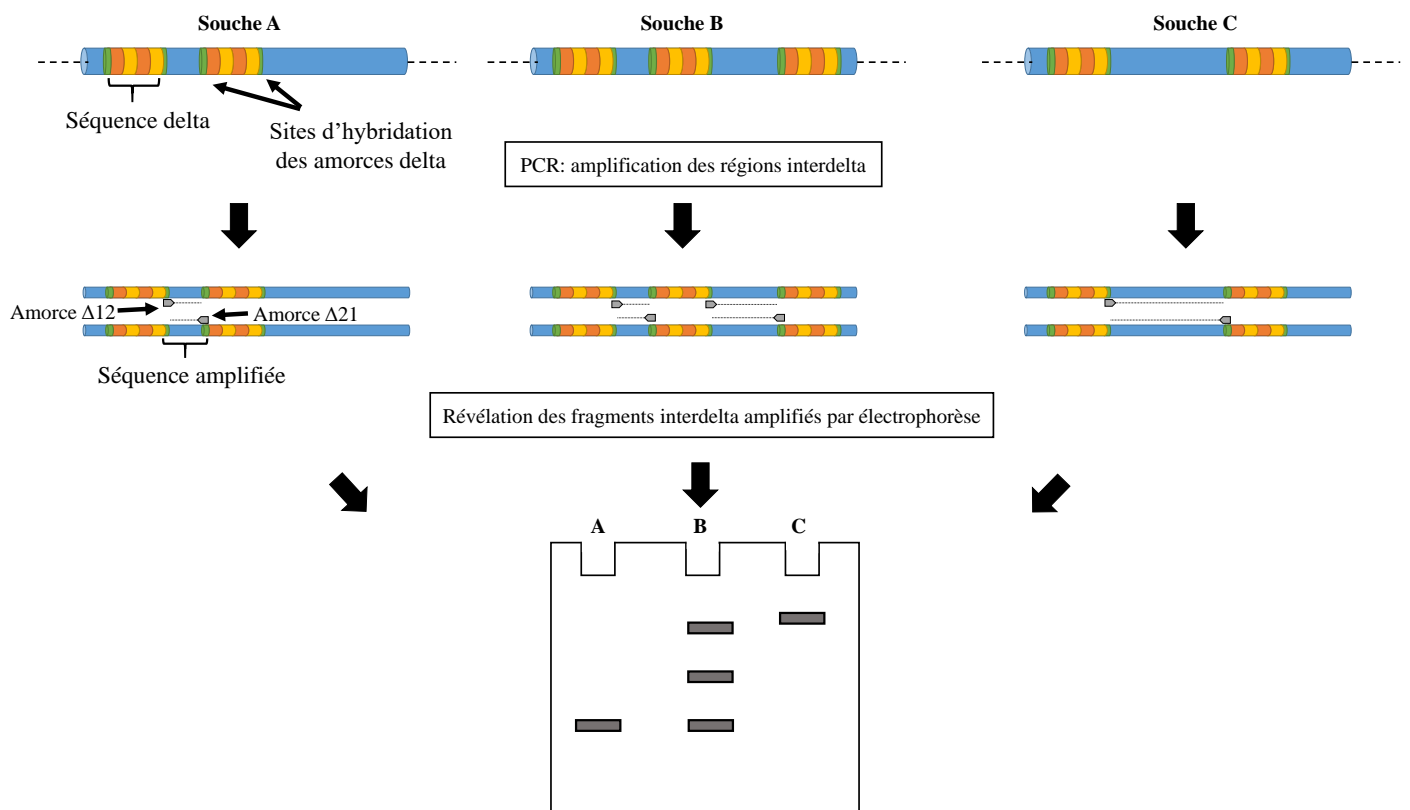 Souche A
Souche B
Souche C
Séquence delta
Sites d’hybridation
des amorces delta
PCR: amplification des régions interdelta
Amorce Δ12
Amorce Δ21
Séquence amplifiée
Révélation des fragments interdelta amplifiés par électrophorèse
A
B
C